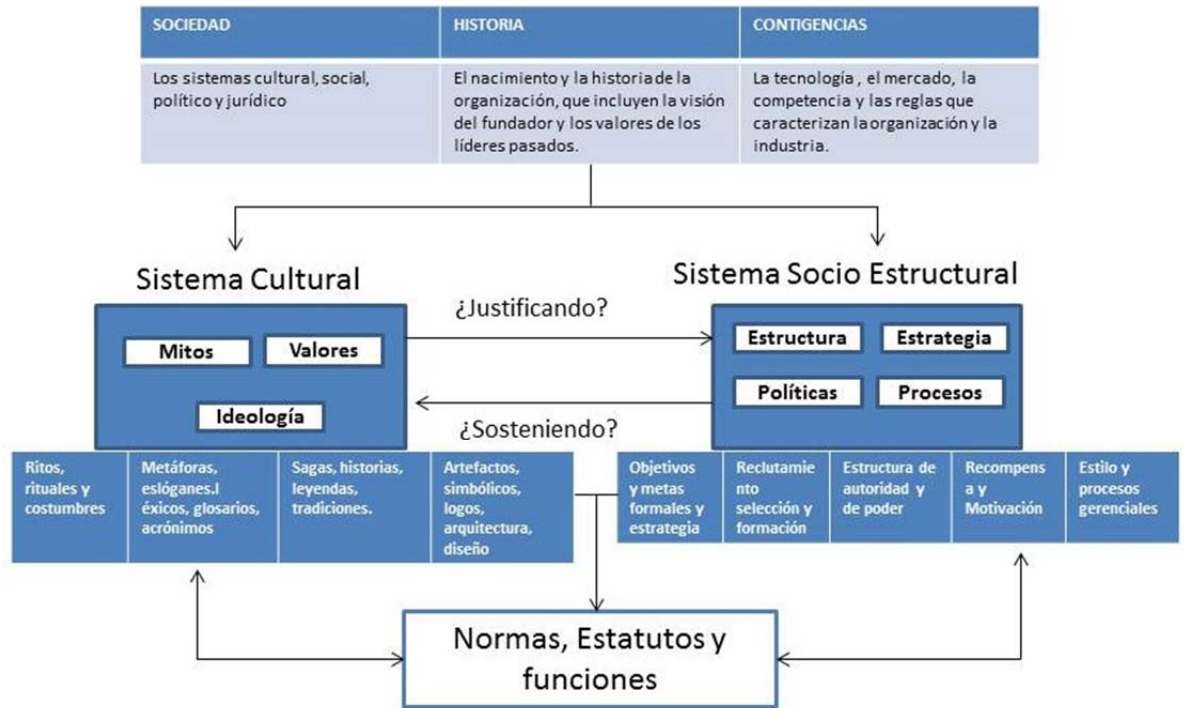 SOCIEDAD
HISTORIA
CONTIGENCIAS
Los sistemas cultural, social,
político y jurídico
El nacimiento y la historia de la
organización, que incluyen la visión
del fundador y los valores de los
líderes pasados.
La tecnología , el mercado, la
competencia y las reglas que
caracterizan la organización y la
industria.
Sistema Cultural
Sistema Socio Estructural
¿Justificando?
Mitos
Valores
Ideología
Estructura
Estrategia
Políticas
Procesos
¿Sosteniendo?
Ritos,
rituales y
costumbres
Metáforas,
eslóganes.l
éxicos, glosarios,
acrónimos
Sagas, historias,
leyendas,
tradiciones.
Artefactos,
simbólicos,
logos,
arquitectura,
diseño
Objetivos
y metas
formales y
estrategia
Reclutamie
nto
selección y
formación
Estructura de
autoridad y
de poder
Recompens
a y
Motivación
Estilo y
procesos
gerenciales
Normas, Estatutos y
funciones